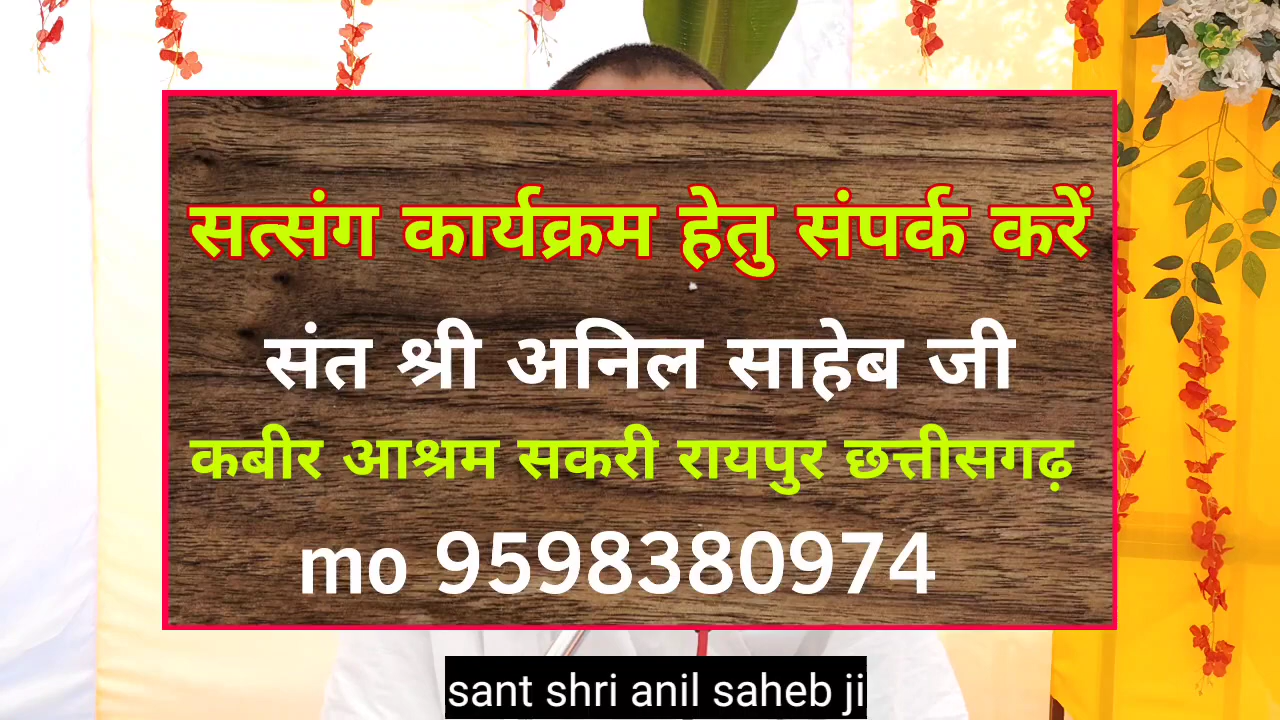 सत्संग कार्यक्रम हेतु संपर्क करें
संत श्री अनिल साहेब जी
कबीर आश्रम सकरी रायपुर छत्तीसगढ़
mo 9598380974
sant shri anil saheb ji